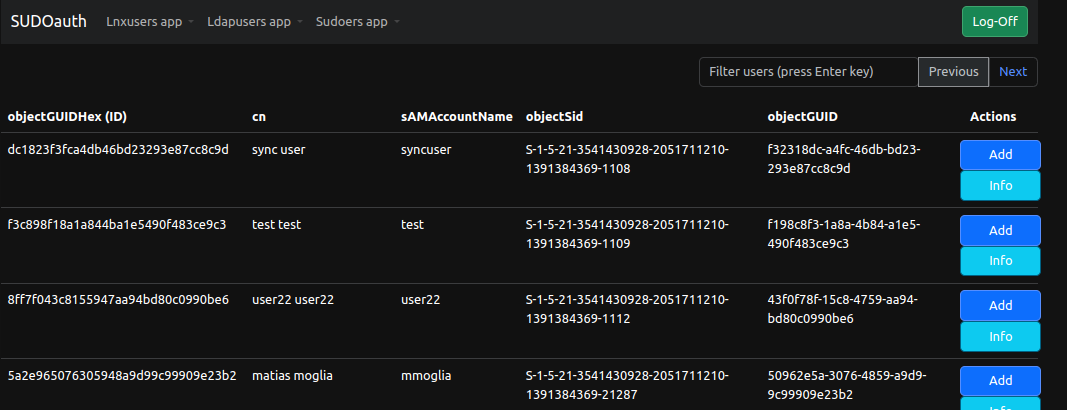 SUDOauth Lnxusers app Ldapusers app Sudoers app Log-Off
Filter users (press Enter key) Previous Next
objectGUIDHex (ID) cn sAMAccountName objectSid objectGUID Actions
dc1823f3fca4db46bd23293e87cc8c9d sync user syncuser S-1-5-21-3541430928-2051711210- f32318dc-a4fc-46db-bd23- Add
1391384369-1108 293e87cc8c9d
Info
f3c898f18a1a844ba1e5490f483ce9c3 test test test S-1-5-21-3541430928-2051711210- f198c8f3-1a8a-4b84-a1e5- Add
1391384369-1109 490f483ce9c3
Info
8ff7f043c8155947aa94bd80c0990be6 user22 user22 user22 S-1-5-21-3541430928-2051711210- 43f0f78f-15c8-4759-aa94- Add
1391384369-1112 bd80c0990be6
Info
5a2e965076305948a9d99c99909e23b2 matias moglia mmoglia S-1-5-21-3541430928-2051711210- 50962e5a-3076-4859-a9d9- Add
1391384369-21287 9c99909e23b2
Info